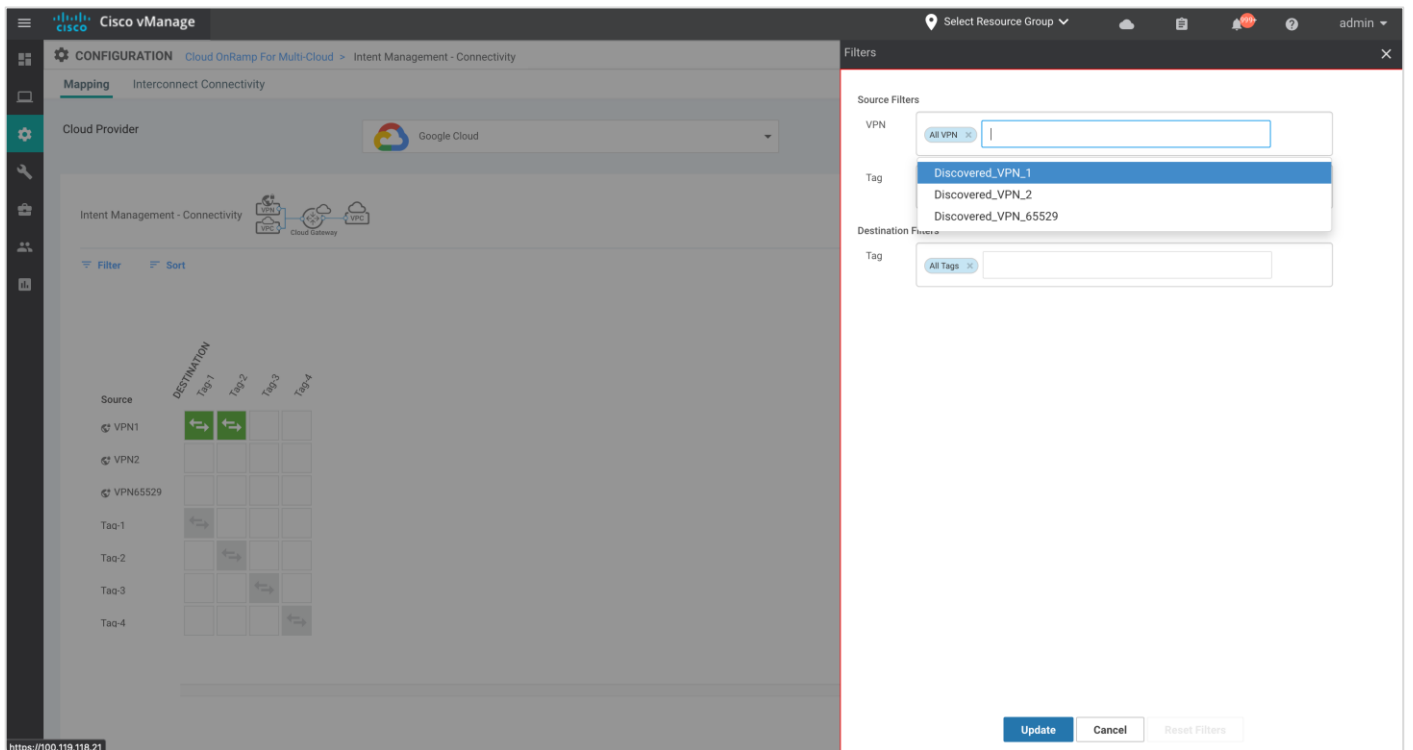 cisco Cisco vManage
Select Resource Group
999+
admin
CONFIGURATION Cloud OnRamp For Multi-Cloud > Intent Management - Connectivity
Mapping Interconnect Connectivity
Cloud Provider
Google Cloud
Intent Management - Connectivity
VPN
VPC
Cloud Gateway
VPC
Filter Sort
DESTINATION
Tag-1
Tag-2
Tag-3
Tag-4
Source
VPN1
VPN2
VPN65529
Tag-1
Tag-2
Tag-3
Tag-4
https://100.119.118.21
Filters
Source Filters
VPN
All VPN
Discovered_VPN_1
Discovered_VPN_2
Discovered_VPN_65529
Tag
Destination Filters
Tag
All Tags
Update Cancel Reset Filters